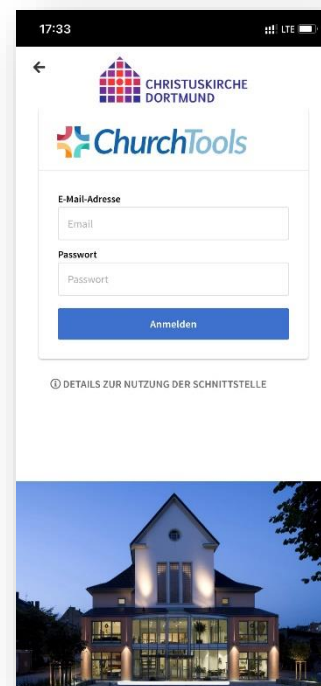 17:33 LTE
CHRISTUSKIRCHE
DORTMUND
ChurchTools
E-Mail-Adresse
Email
Passwort
Passwort
Anmelden
DETAILS ZUR NUTZUNG DER SCHNITTSTELLE